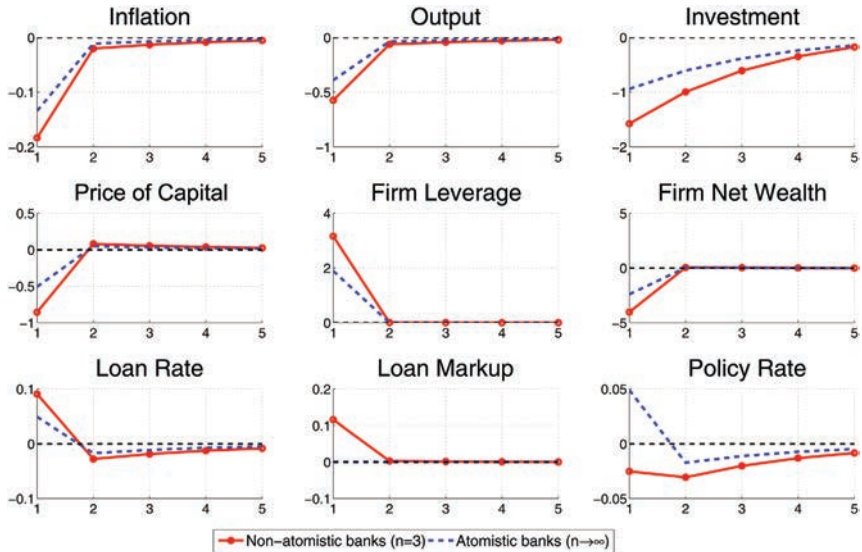 Inflation Output Investment
0 0 0
−0.1 −0.5 −1
−0.2 −1 −2
1 2 3 4 5 1 2 3 4 5 1 2 3 4 5
Price of Capital Firm Leverage Firm Net Wealth
0.5 4 5
0 2 0
−0.5
−1 0 −5
1 2 3 4 5 1 2 3 4 5 1 2 3 4 5
Loan Rate Loan Markup Policy Rate
0.1 0.2 0.05
0.1
0 0 0
−0.1 −0.1 −0.05
1 2 3 4 5 1 2 3 4 5 1 2 3 4 5
Non−atomistic banks (n=3) Atomistic banks (n→∞)